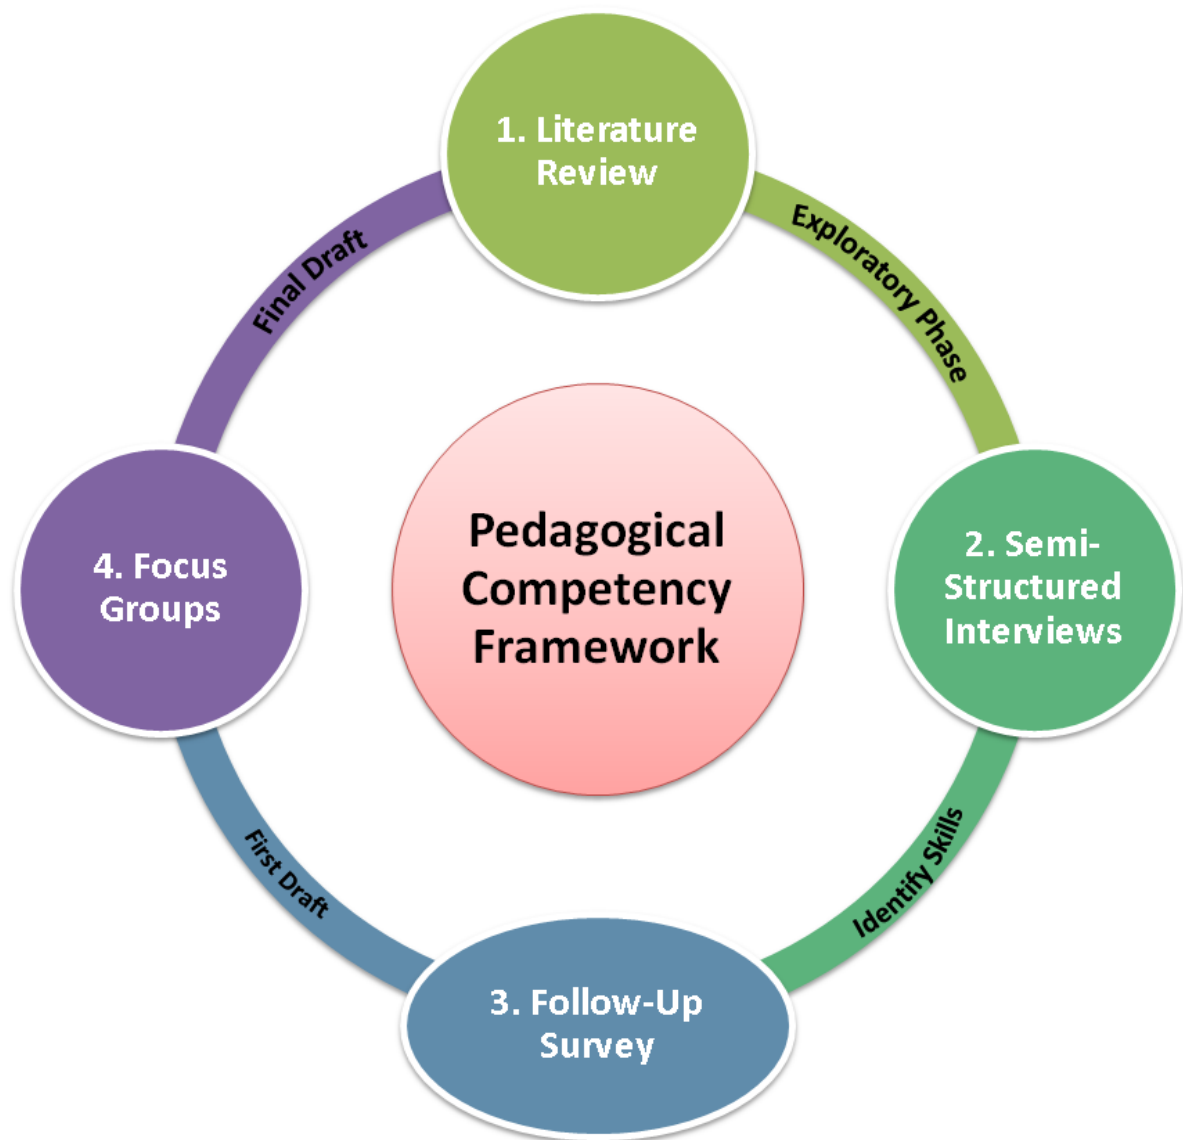 1. Literature
Review
Exploratory Phase
2. Semi-
Structured
Interviews
Identify Skills
3. Follow-Up
Survey
First Draft
4. Focus
Groups
Final Draft
Pedagogical
Competency
Framework